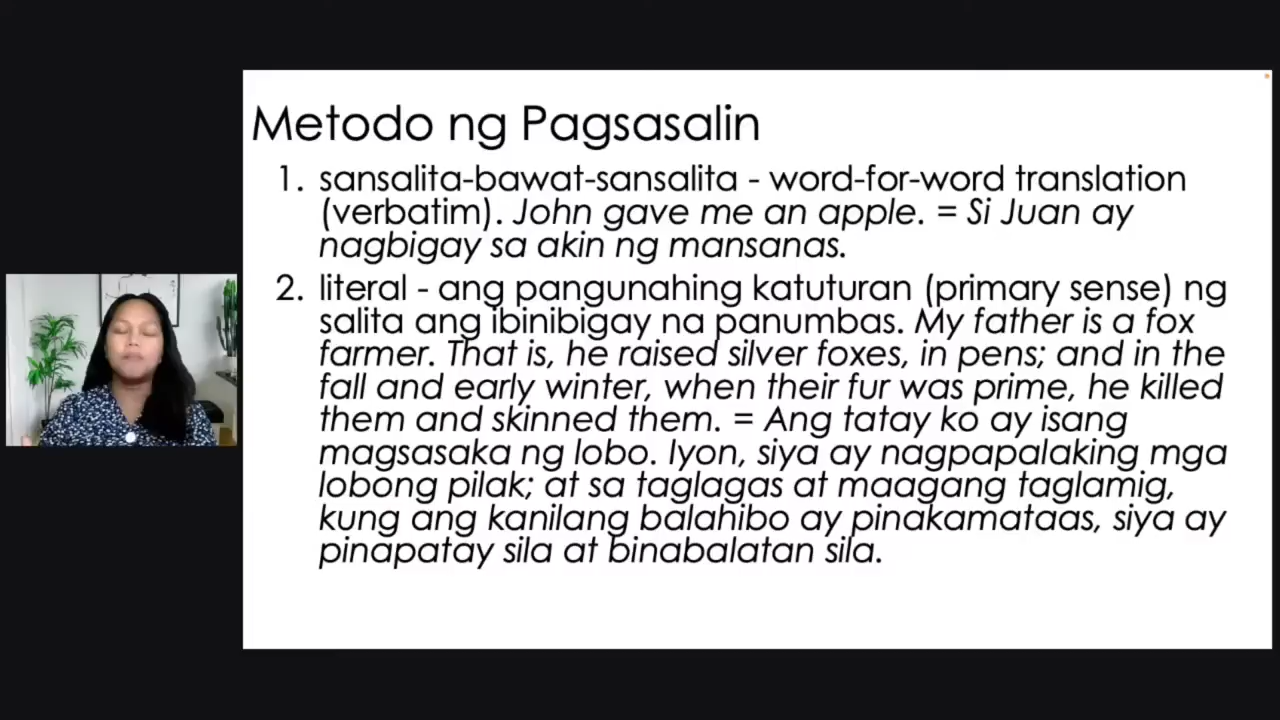 Metodo ng Pagsasalin
1. sansalita-bawat-sansalita - word-for-word translation
(verbatim). John gave me an apple. = Si Juan ay
nagbigay sa akin ng mansanas.
2. literal - ang pangunahing katuturan (primary sense) ng
salita ang ibinibigay na panumbas. My father is a fox
farmer. That is, he raised silver foxes, in pens; and in the
fall and early winter, when their fur was prime, he killed
them and skinned them. = Ang tatay ko ay isang
magsasaka ng lobo. Iyon, siya ay nagpapalaking mga
lobong pilak; at sa taglagas at maagang taglamig,
kung ang kanilang balahibo ay pinakamataas, siya ay
pinapatay sila at binabalatan sila.